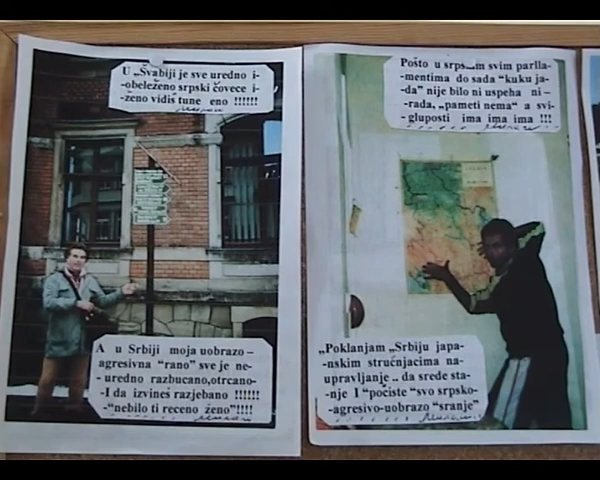 U „Švabiji je sve uredno i-
-obeleženo srpski čovece i-
-ženo vidiš tune eno !!!!!!
A u Srbiji moja uobrazo –
agresivna “rano” sve je ne-
- uredno razbucano,otrcano-
-I da izvineš razjebano !!!!!!
-“nebilo ti receno ženo”!!!!
Pošto u srpskim svim parlla-
-mentima do sada “kuku ja-
-da” nije bilo ni uspeha ni –
-rada, „pameti nema“ a svi-
- gluposti ima ima ima !!!
„Poklanjam „Srbiju japa-
-nskim stručnjacima na-
-upravljanje .. da srede sta-
-nje I “počiste “svo srpsko-
-agresivo-uobrazo “sranje”